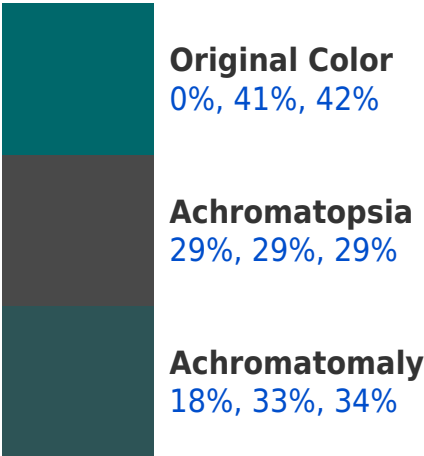 Original Color
0%, 41%, 42%
Achromatopsia
29%, 29%, 29%
Achromatomaly
18%, 33%, 34%